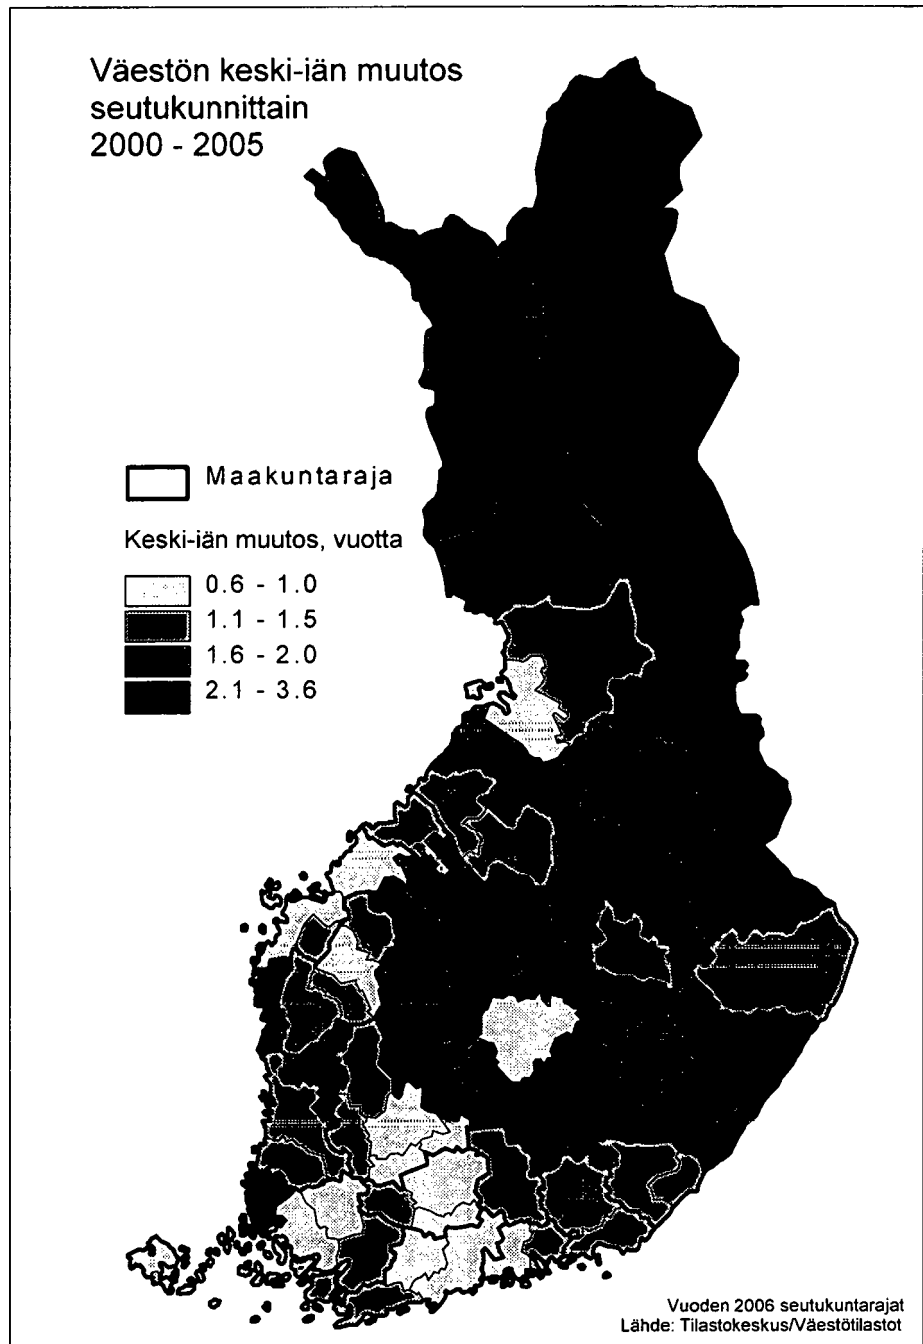 Väestön keski-iän muutos
seutukunnittain
2000 - 2005
Maakuntaraja
Keski-iän muutos, vuotta
0.6 - 1.0
1.1 - 1.5
1.6 - 2.0
2.1 - 3.6
Vuoden 2006 seutukuntarajat
Lähde: Tilastokeskus/Väestötilastot